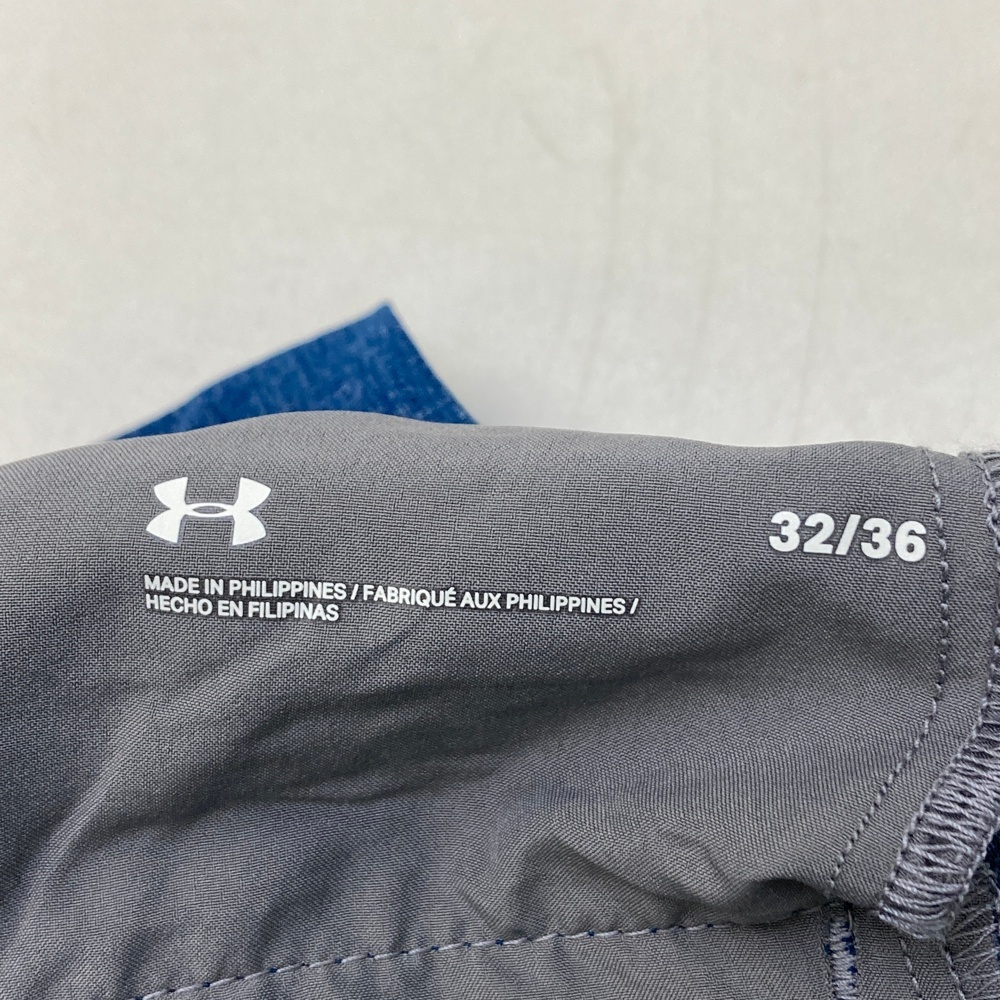 32/36
MADE IN PHILIPPINES / FABRIQUÉ AUX PHILIPPINES /
HECHO EN FILIPINAS